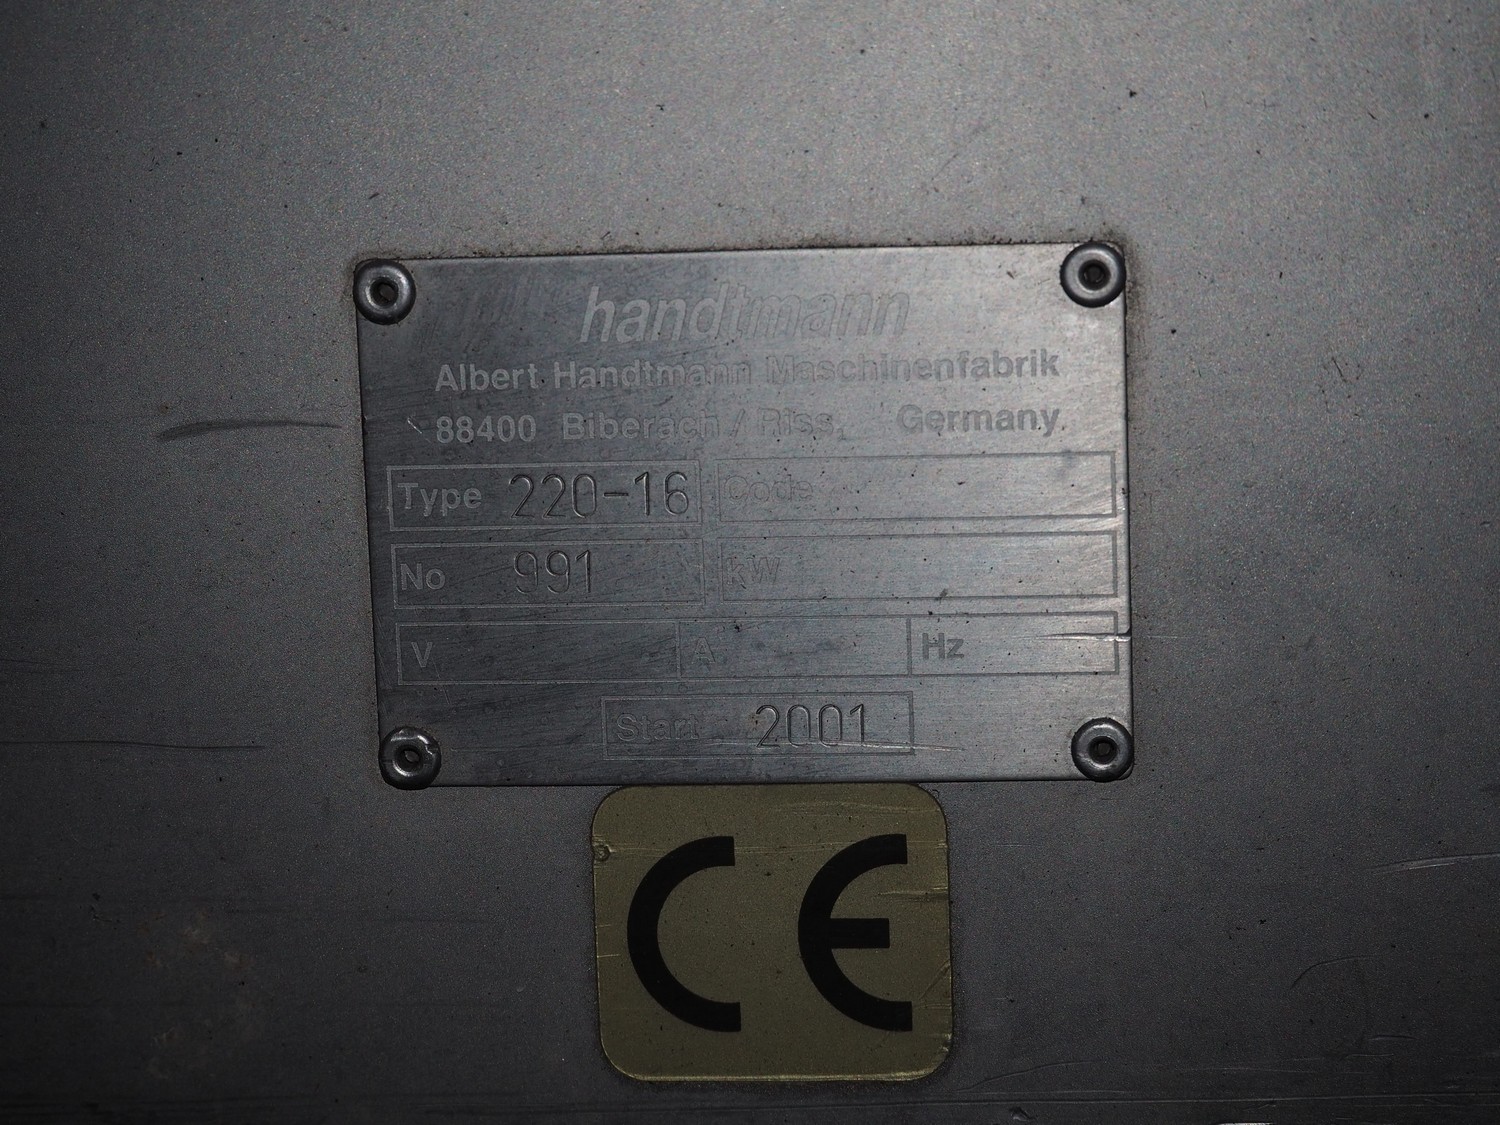 handtmann
Albert Handtmann Maschinenfabrik
88400 Biberach / Riss, Germany
Type 220-16 Code
No 991 kW
V A Hz
Start 2001
CE